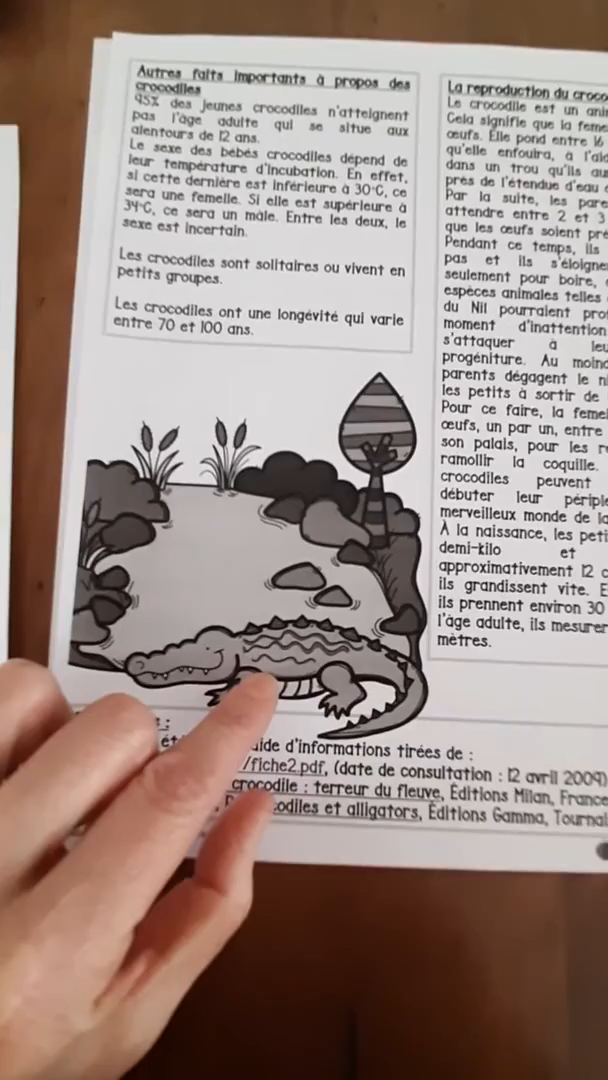 Autres faits importants à propos des
crocodiles
95% des jeunes crocodiles n'atteignent
pas l'âge adulte qui se situe aux
alentours de 12 ans.
Le sexe des bébés crocodiles dépend de
leur température d'incubation. En effet,
si cette dernière est inférieure à 30°C, ce
sera une femelle. Si elle est supérieure à
34°C, ce sera un mâle. Entre les deux, le
sexe est incertain.
Les crocodiles sont solitaires ou vivent en
petits groupes.
Les crocodiles ont une longévité qui varie
entre 70 et 100 ans.
La reproduction du croco
Le crocodile est un ani
Cela signifie que la feme
œufs. Elle pond entre 16
qu'elle enfouira, à l'aid
dans un trou qu'ils au
près de l'étendue d'eau
Par la suite, les pare
attendre entre 2 et 3
que les œufs soient prê
Pendant ce temps, ils
pas et ils s'éloigne
seulement pour boire,
espèces animales telles
du Nil pourraient prof
moment d'inattention
s'attaquer à leu
progéniture. Au moind
parents dégagent le ni
les petits à sortir de
Pour ce faire, la femel
œufs, un par un, entre
son palais, pour les r
ramollir la coquille.
crocodiles peuvent
débuter leur périple
merveilleux monde de la
À la naissance, les peti
demi-kilo et
approximativement 12 c
ils grandissent vite. E
ils prennent environ 30
l'âge adulte, ils mesurer
mètres.
ét aide d'informations tirées de :
/fiche2.pdf, (date de consultation : 12 avril 2009)
crocodile : terreur du fleuve, Éditions Milan, France
codiles et alligators, Éditions Gamma, Tournai